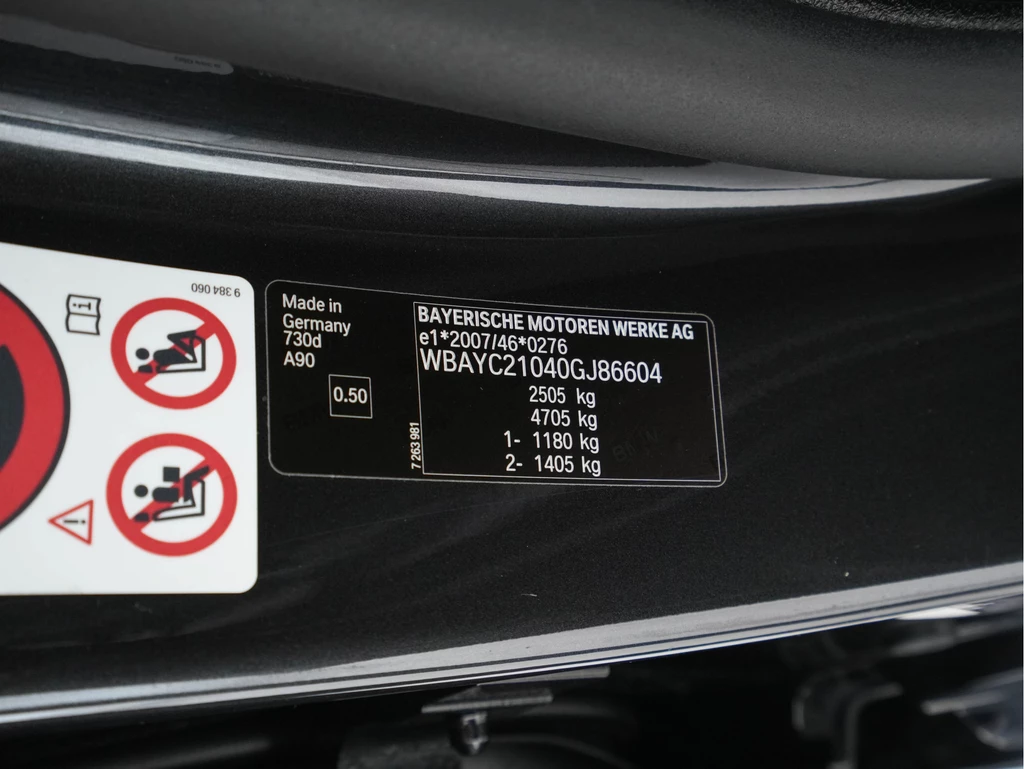 9 384 060
Made in
Germany
730d
A90
0.50
7 263 981
BAYERISCHE MOTOREN WERKE AG
e1*2007/46*0276
WBAYC21040GJ86604
2505 kg
4705 kg
1- 1180 kg
2- 1405 kg